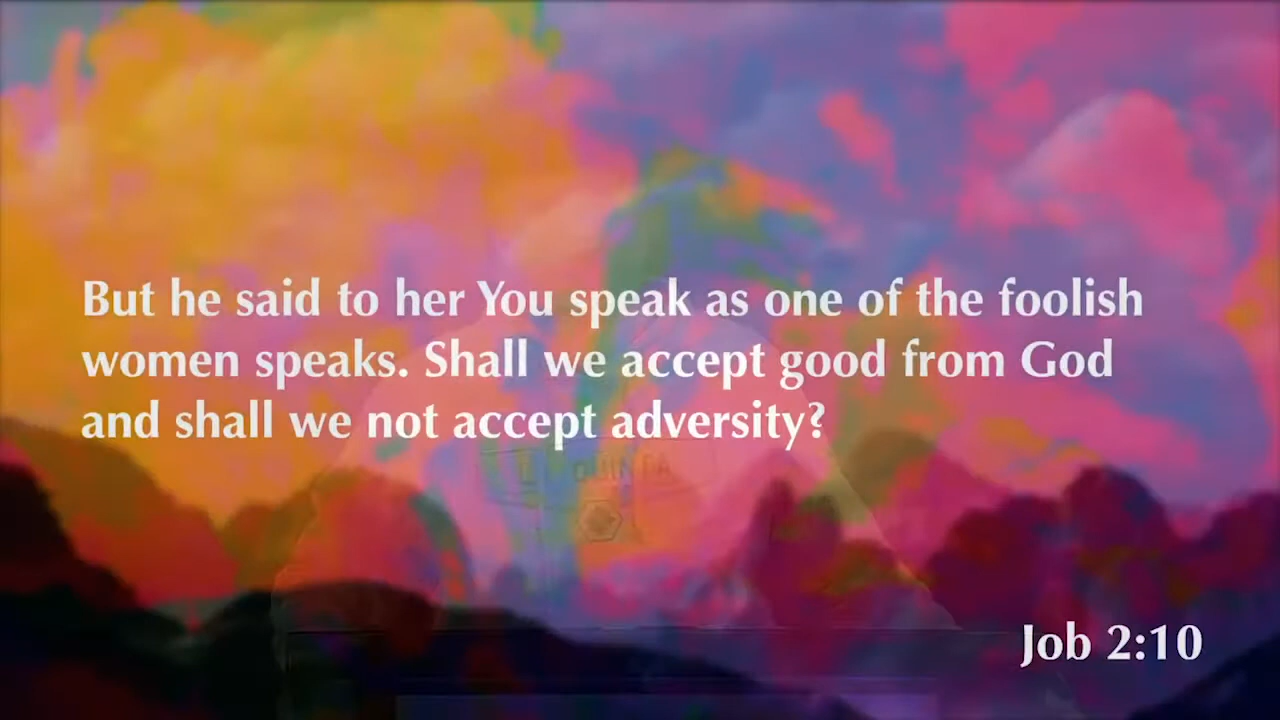 But he said to her You speak as one of the foolish
women speaks. Shall we accept good from God
and shall we not accept adversity?
Job 2:10